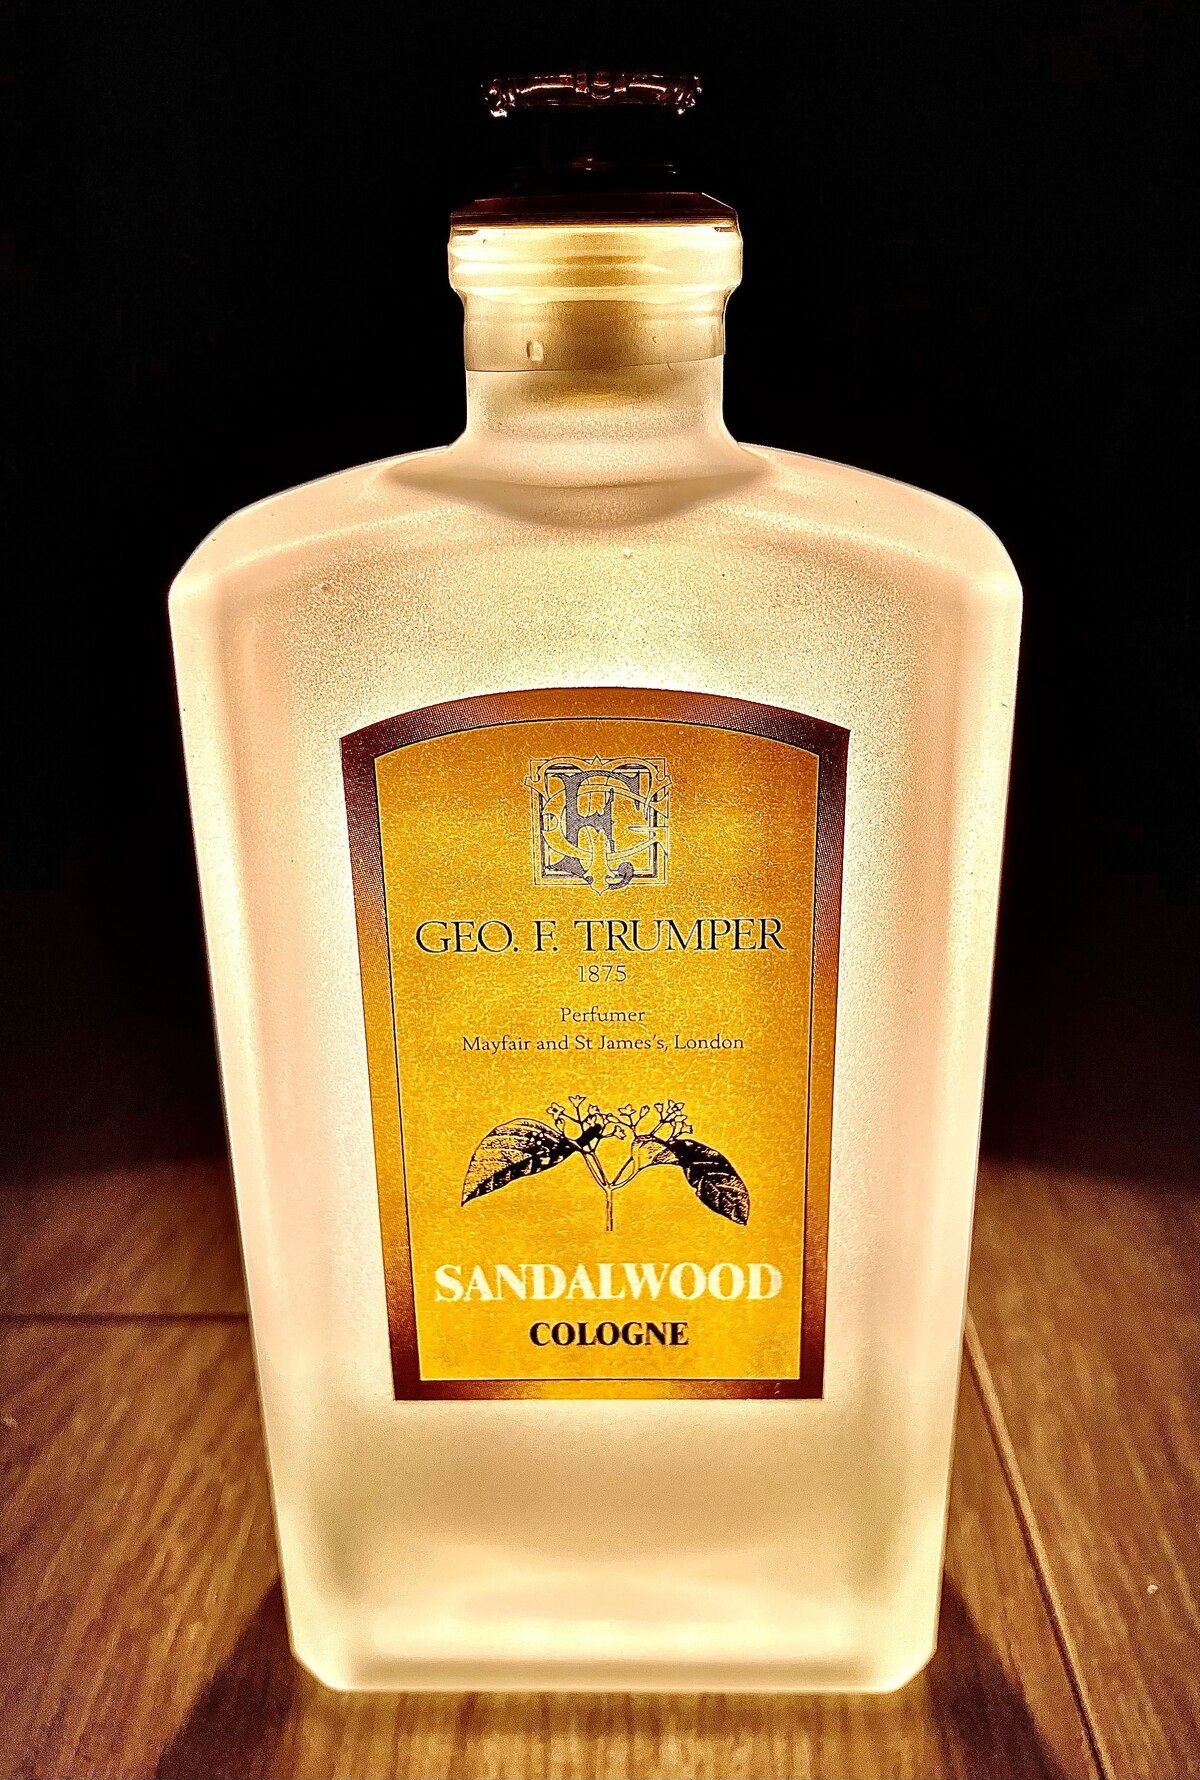 GEO. F. TRUMPER
1875
Perfumer
Mayfair and St James's, London
SANDALWOOD
COLOGNE